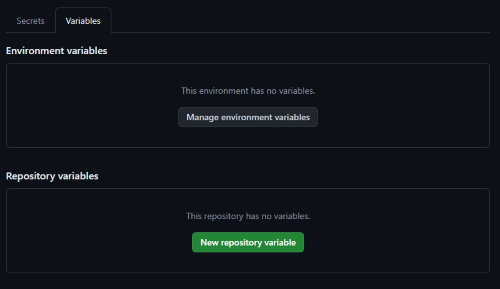 Secrets
Variables
Environment variables
This environment has no variables.
Manage environment variables
Repository variables
This repository has no variables.
New repository variable